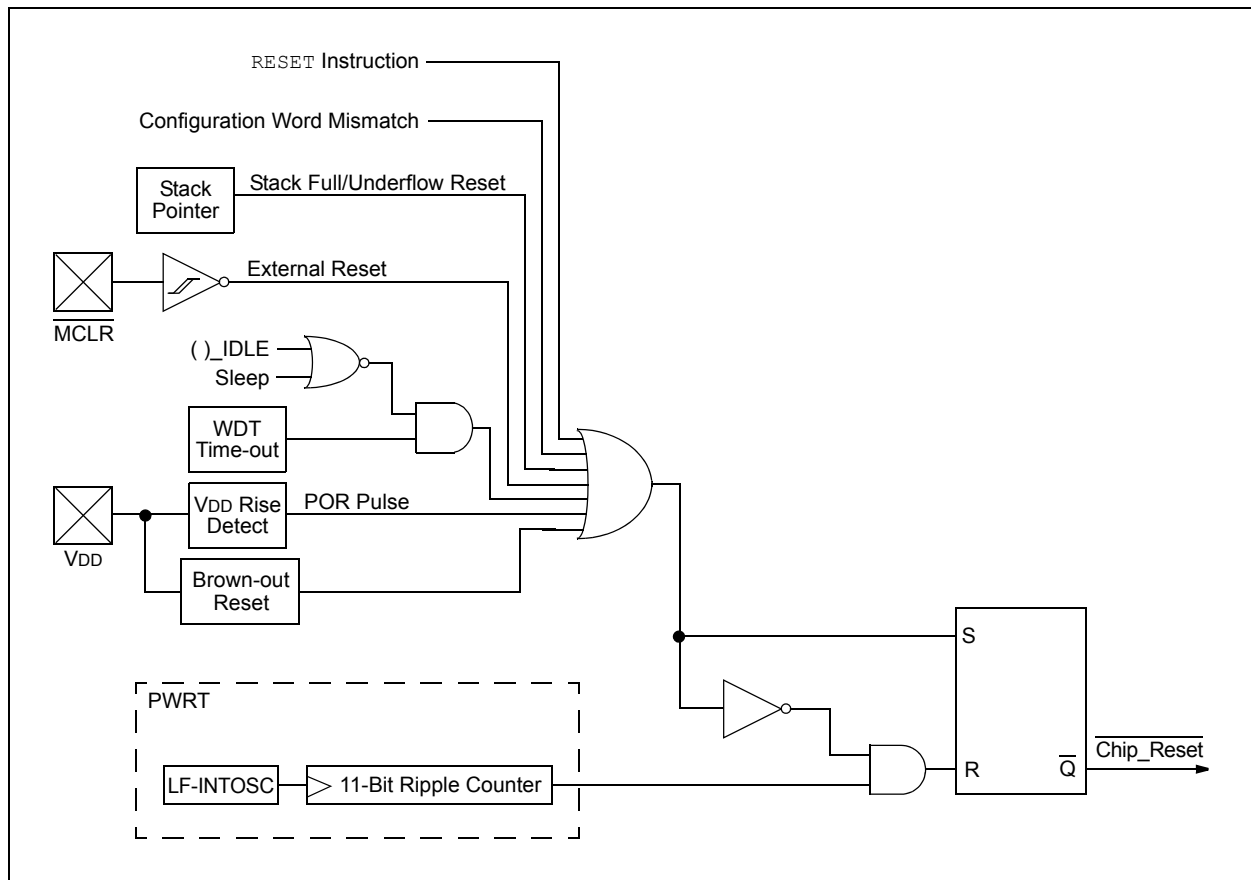 RESET Instruction
Configuration Word Mismatch
Stack
Pointer
Stack Full/Underflow Reset
External Reset
MCLR
( )_IDLE
Sleep
WDT
Time-out
VDD Rise
Detect
POR Pulse
VDD
Brown-out
Reset
S
PWRT
Chip_Reset
R
Q
LF-INTOSC
11-Bit Ripple Counter